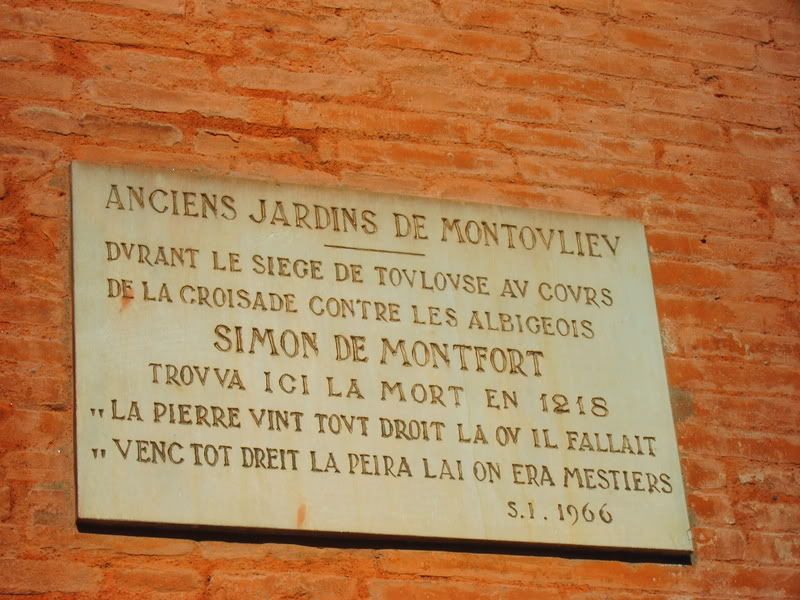 ANCIENS JARDINS DE MONTOVLIEV
DVRANT LE SIEGE DE TOVLOVSE AV COVRS
DE LA CROISADE CONTRE LES ALBIGEOIS
SIMON DE MONTFORT
TROVVA ICI LA MORT EN 1218
" LA PIERRE VINT TOVT DROIT LA OV IL FALLAIT
" VENC TOT DREIT LA PEIRA LAI ON ERA MESTIERS
S.I. 1966